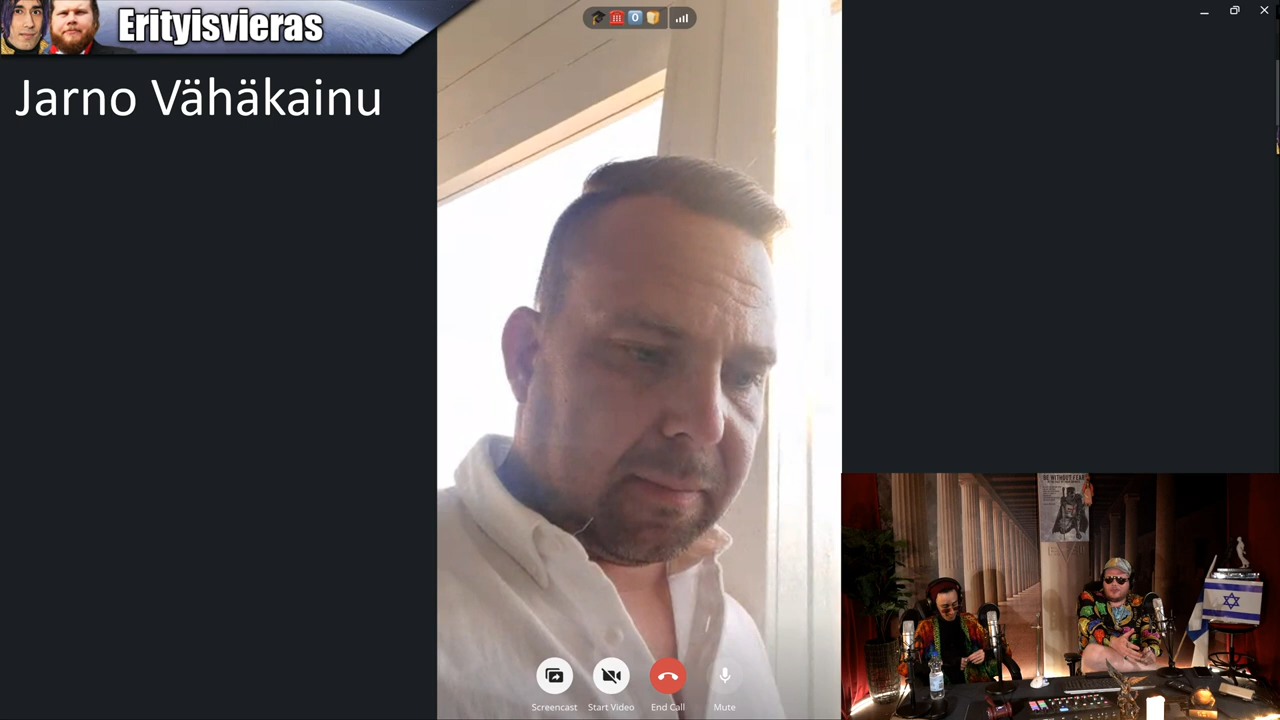 Erityisvieras
Jarno Vähäkainu
BE WITHOUT FEAR
Screencast
Start Video
End Call
Mute